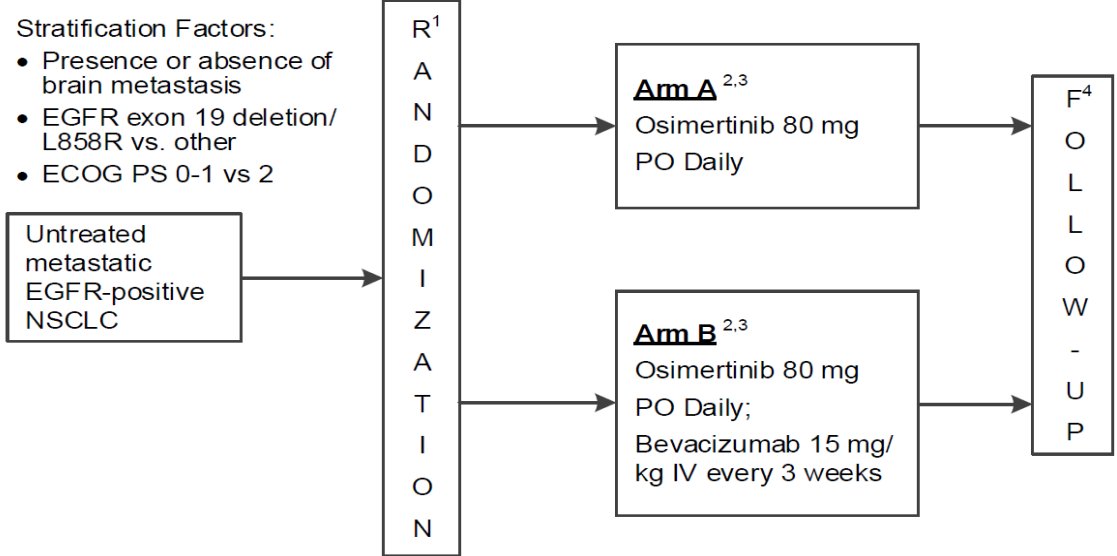 Stratification Factors:
• Presence or absence of
brain metastasis
• EGFR exon 19 deletion/
L858R vs. other
• ECOG PS 0-1 vs 2
Untreated
metastatic
EGFR-positive
NSCLC
R¹
A
N
D
O
M
I
Z
A
T
I
O
N
Arm A ²,³
Osimertinib 80 mg
PO Daily
Arm B ²,³
Osimertinib 80 mg
PO Daily;
Bevacizumab 15 mg/
kg IV every 3 weeks
F⁴
O
L
L
O
W
-
U
P